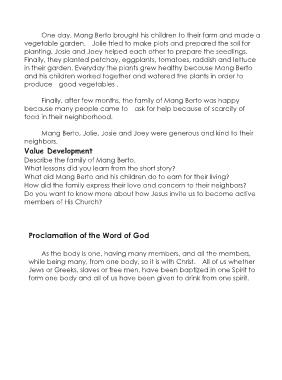 One day, Mang Berto brought his children to their farm and made a
vegetable garden. Jolie tried to make plots and prepared the soil for
planting. Josie and Joey helped each other to prepare the seedlings.
Finally, they planted petchay, eggplants, tomatoes, raddish and lettuce
in their garden. Everyday the plants grew healthy because Mang Berto
and his children worked together and watered the plants in order to
produce good vegetables .
Finally, after few months, the family of Mang Berto was happy
because many people came to ask for help because of scarcity of
food in their neighborhood.
Mang Berto, Jolie, Josie and Joey were generous and kind to their
neighbors.
Value Development
Describe the family of Mang Berto.
What lessons did you learn from the short story?
What did Mang Berto and his children do to earn for their living?
How did the family express their love and concern to their neighbors?
Do you want to know more about how Jesus invite us to become active
members of His Church?
Proclamation of the Word of God
As the body is one, having many members, and all the members,
while being many, from one body, so it is with Christ. All of us whether
Jews or Greeks, slaves or free men, have been baptized in one Spirit to
form one body and all of us have been given to drink from one spirit.